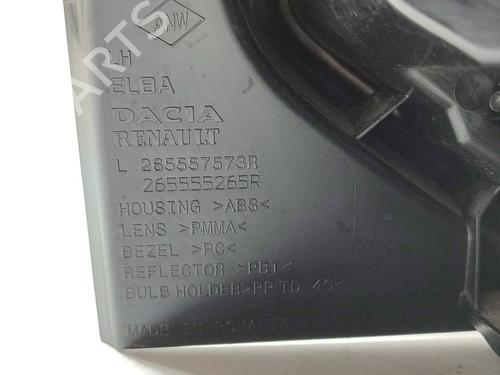 ANW
LH
ELBA
DACIA
RENAULT
L 265557573R
265555265R
HOUSING >ABS<
LENS >PMMA<
BEZEL >PC<
REFLECTOR >PBT<
BULB HOLDER>PP TD 40<
MADE IN ROMANIA